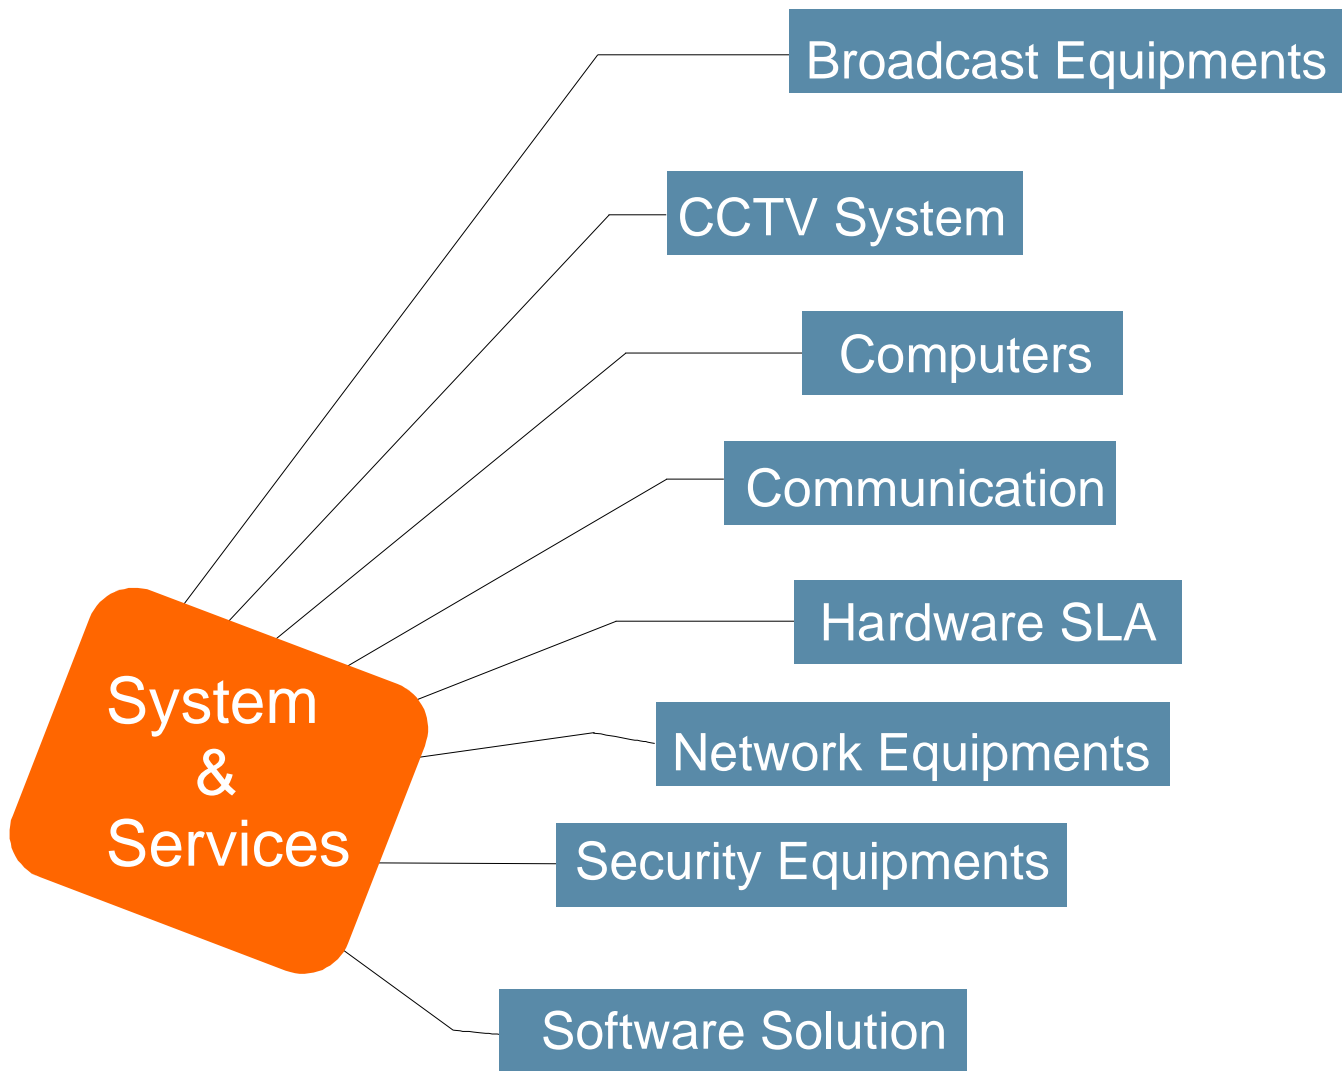 Broadcast Equipments
CCTV System
Computers
Communication
Hardware SLA
Network Equipments
Security Equipments
Software Solution
System
&
Services